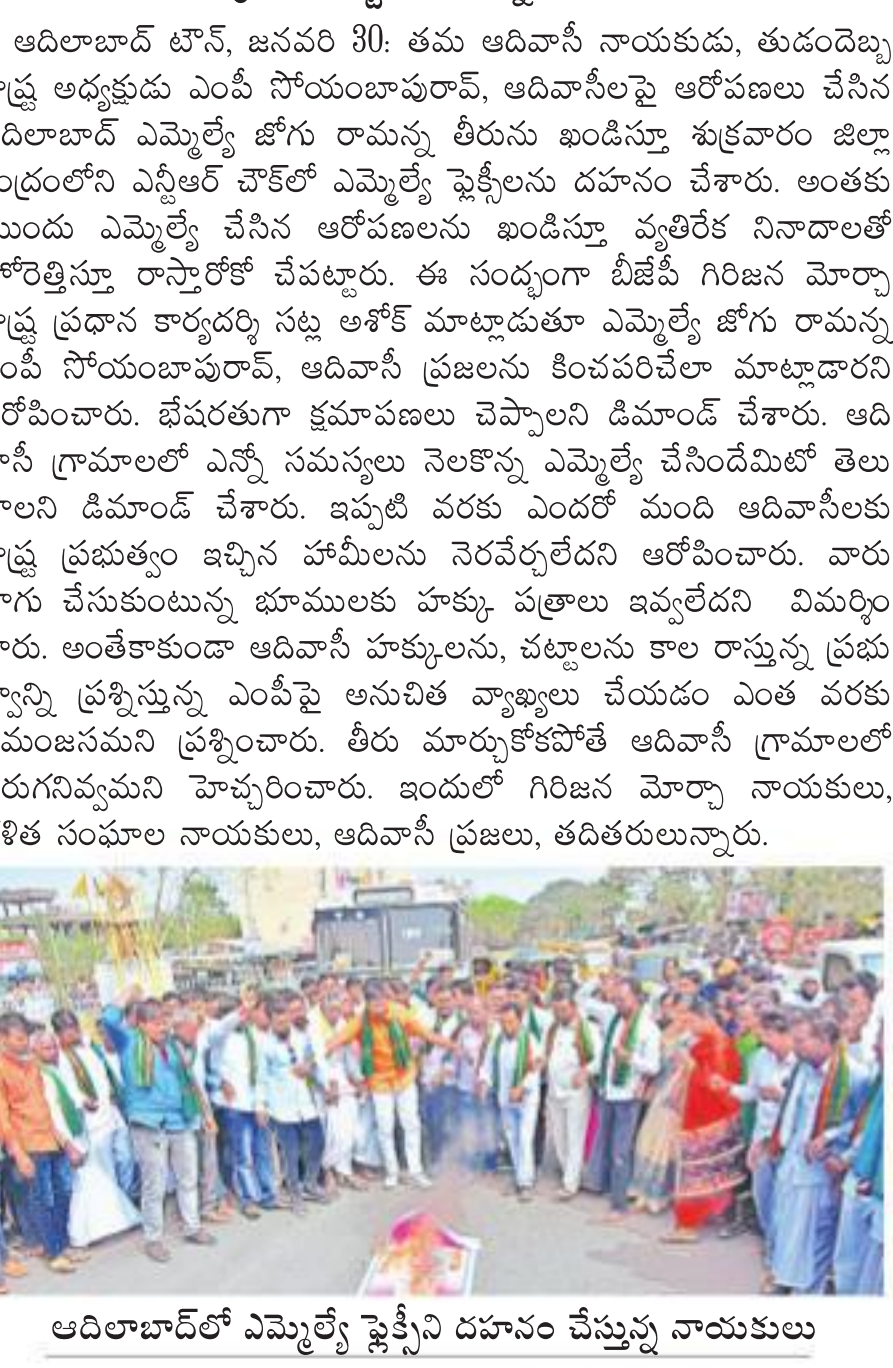 ఆదిలాబాద్ టౌన్, జనవరి 30: తమ ఆదివాసీ నాయకుడు, తుడుందెబ్బ
ాష్ట్ర అధ్యక్షుడు ఎంపీ సోయంబాపురావ్, ఆదివాసీలపై ఆరోపణలు చేసిన
దిలాబాద్ ఎమ్మెల్యే జోగు రామన్న తీరును ఖండిస్తూ శుక్రవారం జిల్లా
ంద్రంలోని ఎన్టీఆర్ చౌక్‌లో ఎమ్మెల్యే ఫ్లెక్సీలను దహనం చేశారు. అంతకు
ుందు ఎమ్మెల్యే చేసిన ఆరోపణలను ఖండిస్తూ వ్యతిరేక నినాదాలతో
ోరెత్తిస్తూ రాస్తారోకో చేపట్టారు. ఈ సంద్భంగా బీజేపీ గిరిజన మోర్చా
ాష్ట్ర ప్రధాన కార్యదర్శి సట్ల అశోక్ మాట్లాడుతూ ఎమ్మెల్యే జోగు రామన్న
ంపీ సోయంబాపురావ్, ఆదివాసీ ప్రజలను కించపరిచేలా మాట్లాడారని
రోపించారు. భేషరతుగా క్షమాపణలు చెప్పాలని డిమాండ్ చేశారు. ఆది
ాసీ గ్రామాలలో ఎన్నో సమస్యలు నెలకొన్న ఎమ్మెల్యే చేసిందేమిటో తెలు
ాలని డిమాండ్ చేశారు. ఇప్పటి వరకు ఎందరో మంది ఆదివాసీలకు
ాష్ట్ర ప్రభుత్వం ఇచ్చిన హామీలను నెరవేర్చలేదని ఆరోపించారు. వారు
ాగు చేసుకుంటున్న భూములకు హక్కు పత్రాలు ఇవ్వలేదని విమర్శిం
ారు. అంతేకాకుండా ఆదివాసీ హక్కులను, చట్టాలను కాల రాస్తున్న ప్రభు
్వాన్ని ప్రశ్నిస్తున్న ఎంపీపై అనుచిత వ్యాఖ్యలు చేయడం ఎంత వరకు
మంజసమని ప్రశ్నించారు. తీరు మార్చుకోకపోతే ఆదివాసీ గ్రామాలలో
రుగనివ్వమని హెచ్చరించారు. ఇందులో గిరిజన మోర్చా నాయకులు,
ళిత సంఘాల నాయకులు, ఆదివాసీ ప్రజలు, తదితరులున్నారు.
ఆదిలాబాద్‌లో ఎమ్మెల్యే ఫ్లెక్సీని దహనం చేస్తున్న నాయకులు